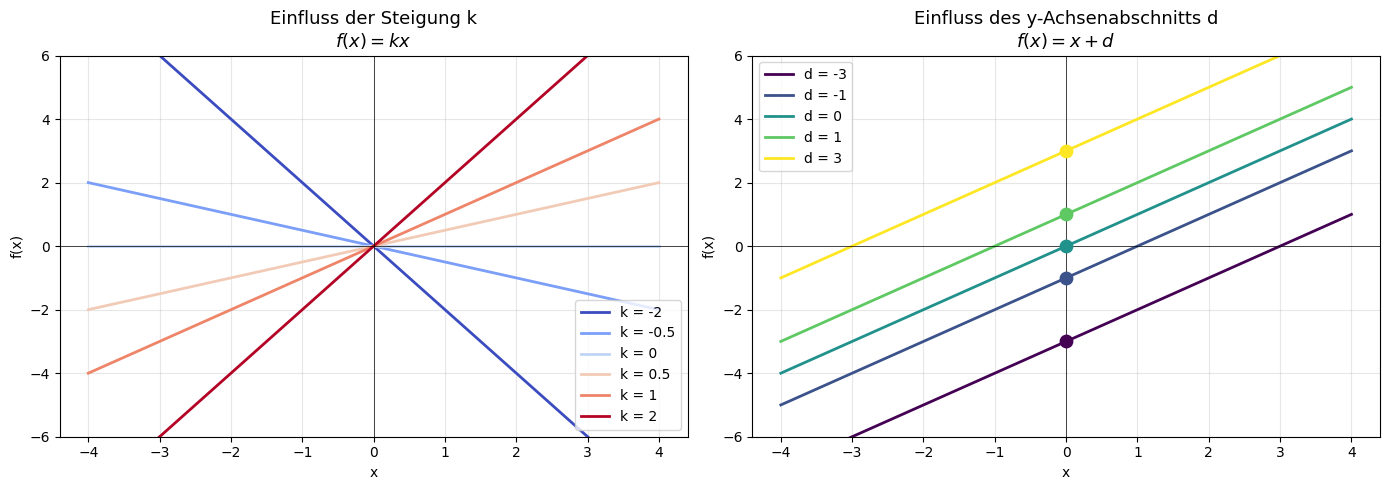 Einfluss der Steigung k
f(x) = kx
6
4
2
0
−2
−4
−6
f(x)
−4 −3 −2 −1 0 1 2 3 4
x
k = -2
k = -0.5
k = 0
k = 0.5
k = 1
k = 2
Einfluss des y-Achsenabschnitts d
f(x) = x + d
6
4
2
0
−2
−4
−6
f(x)
d = -3
d = -1
d = 0
d = 1
d = 3
−4 −3 −2 −1 0 1 2 3 4
x